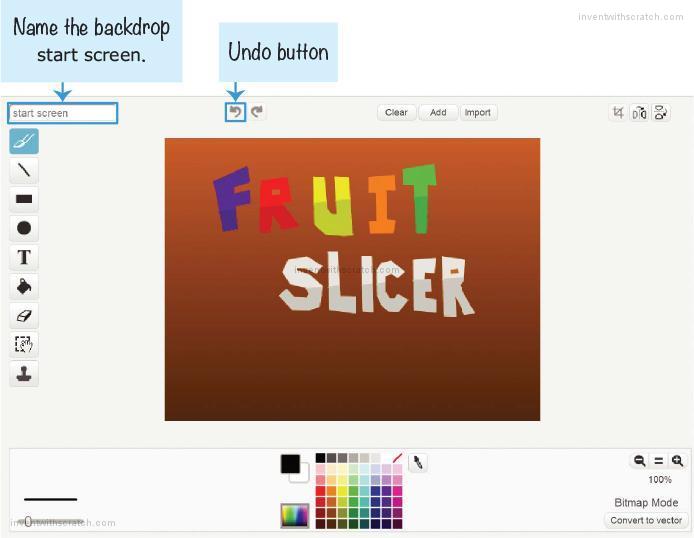 inventwithscratch.com
Name the backdrop
start screen.
Undo button
start screen
Clear
Add
Import
T
FRUIT
inventwithscratch.com
SLICER
100%
Bitmap Mode
Convert to vector
inventwithscratch.com